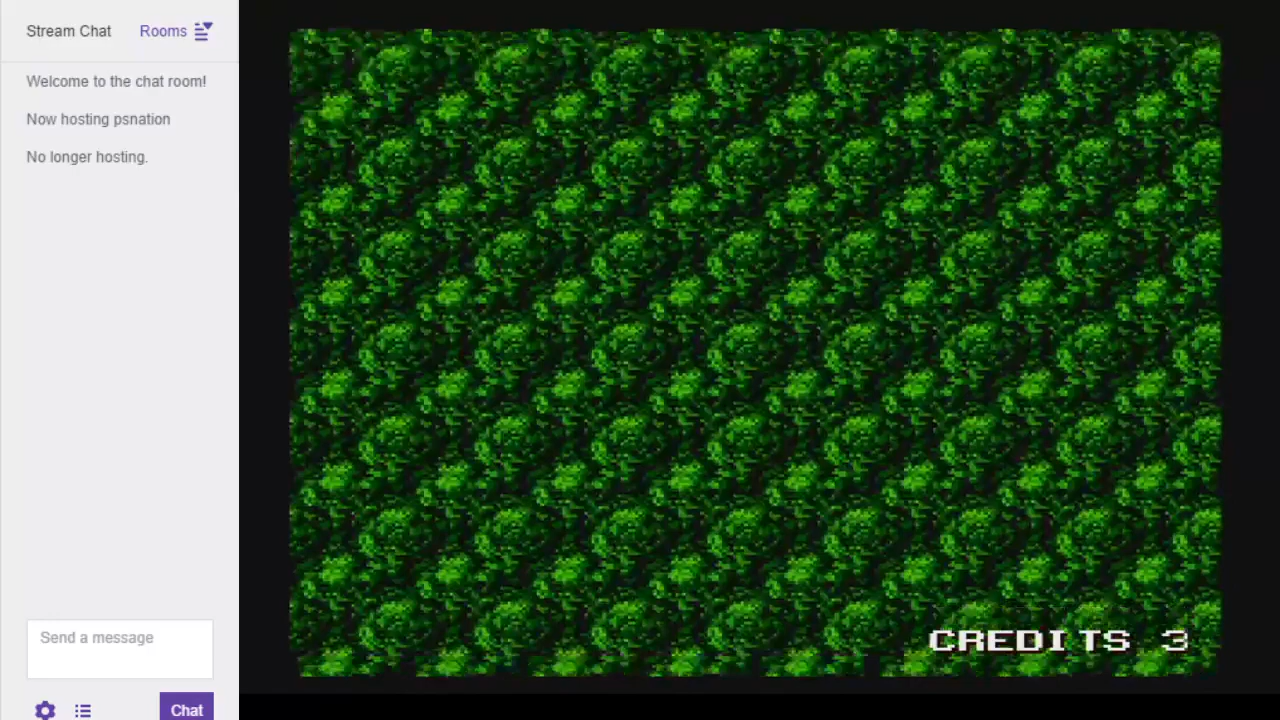 Stream Chat
Rooms
Welcome to the chat room!
Now hosting psnation
No longer hosting.
Send a message
Chat
CREDITS 3